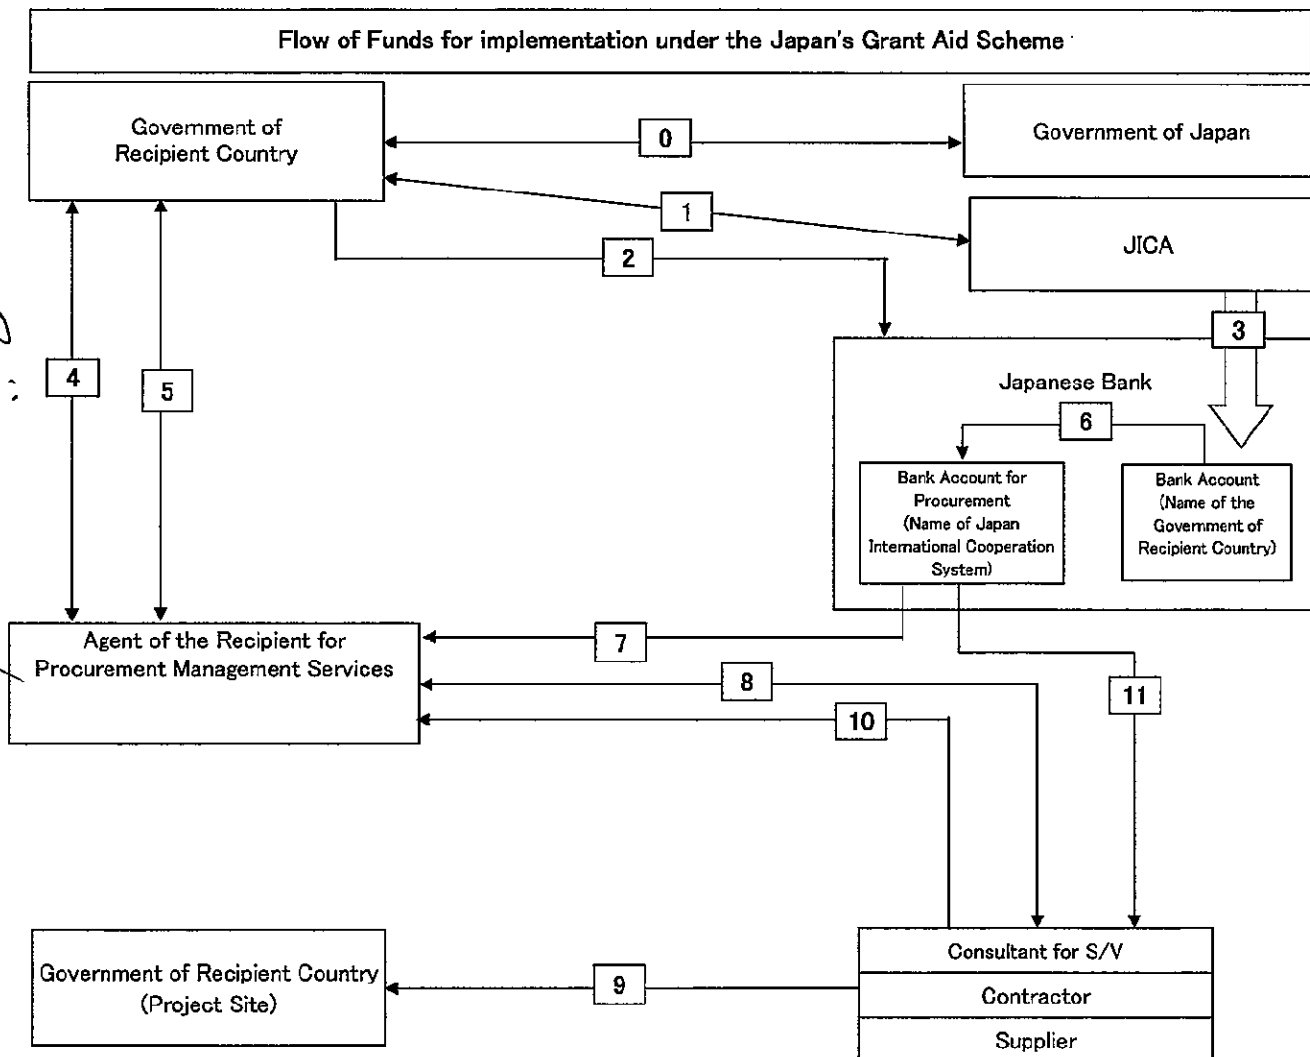 Flow of Funds for implementation under the Japan's Grant Aid Scheme
Government of
Recipient Country
0
Government of Japan
1
JICA
2
3
4
5
Japanese Bank
6
Bank Account for
Procurement
(Name of Japan
International Cooperation
System)
Bank Account
(Name of the
Government of
Recipient Country)
Agent of the Recipient for
Procurement Management Services
7
8
10
11
Government of Recipient Country
(Project Site)
9
Consultant for S/V
Contractor
Supplier